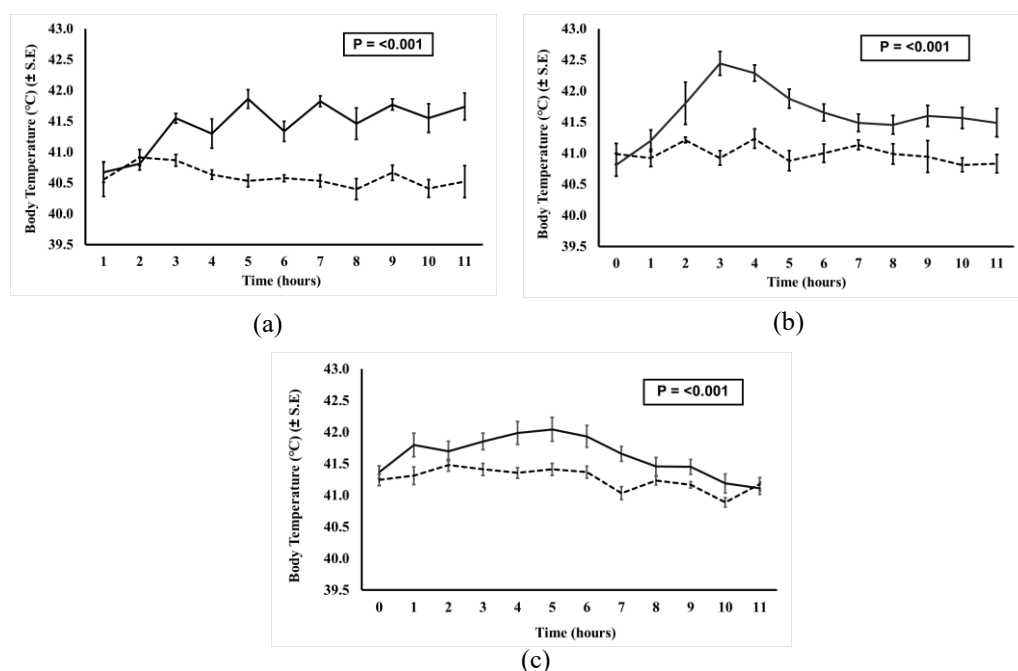 43.0
42.5
42.0
41.5
41.0
40.5
40.0
39.5
Body Temperature (°C) (± S.E)
P = <0.001
1 2 3 4 5 6 7 8 9 10 11
Time (hours)
(a)
43.0
42.5
42.0
41.5
41.0
40.5
40.0
39.5
Body Temperature (°C) (± S.E)
P = <0.001
0 1 2 3 4 5 6 7 8 9 10 11
Time (hours)
(b)
43.0
42.5
42.0
41.5
41.0
40.5
40.0
39.5
Body Temperature (°C) (± S.E)
P = <0.001
0 1 2 3 4 5 6 7 8 9 10 11
Time (hours)
(c)